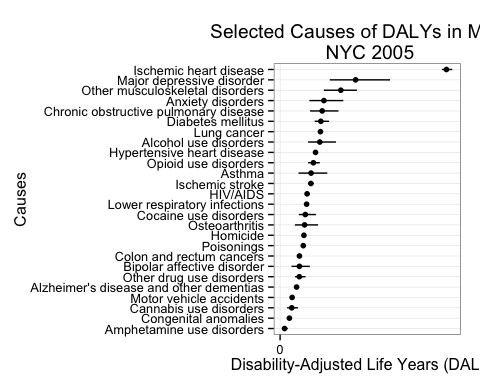 Selected Causes of DALYs in M
NYC 2005
Ischemic heart disease
Major depressive disorder
Other musculoskeletal disorders
Anxiety disorders
Chronic obstructive pulmonary disease
Diabetes mellitus
Lung cancer
Alcohol use disorders
Hypertensive heart disease
Opioid use disorders
Asthma
Ischemic stroke
HIV/AIDS
Lower respiratory infections
Cocaine use disorders
Osteoarthritis
Homicide
Poisonings
Colon and rectum cancers
Bipolar affective disorder
Other drug use disorders
Alzheimer's disease and other dementias
Motor vehicle accidents
Cannabis use disorders
Congenital anomalies
Amphetamine use disorders
Causes
0
Disability-Adjusted Life Years (DAL